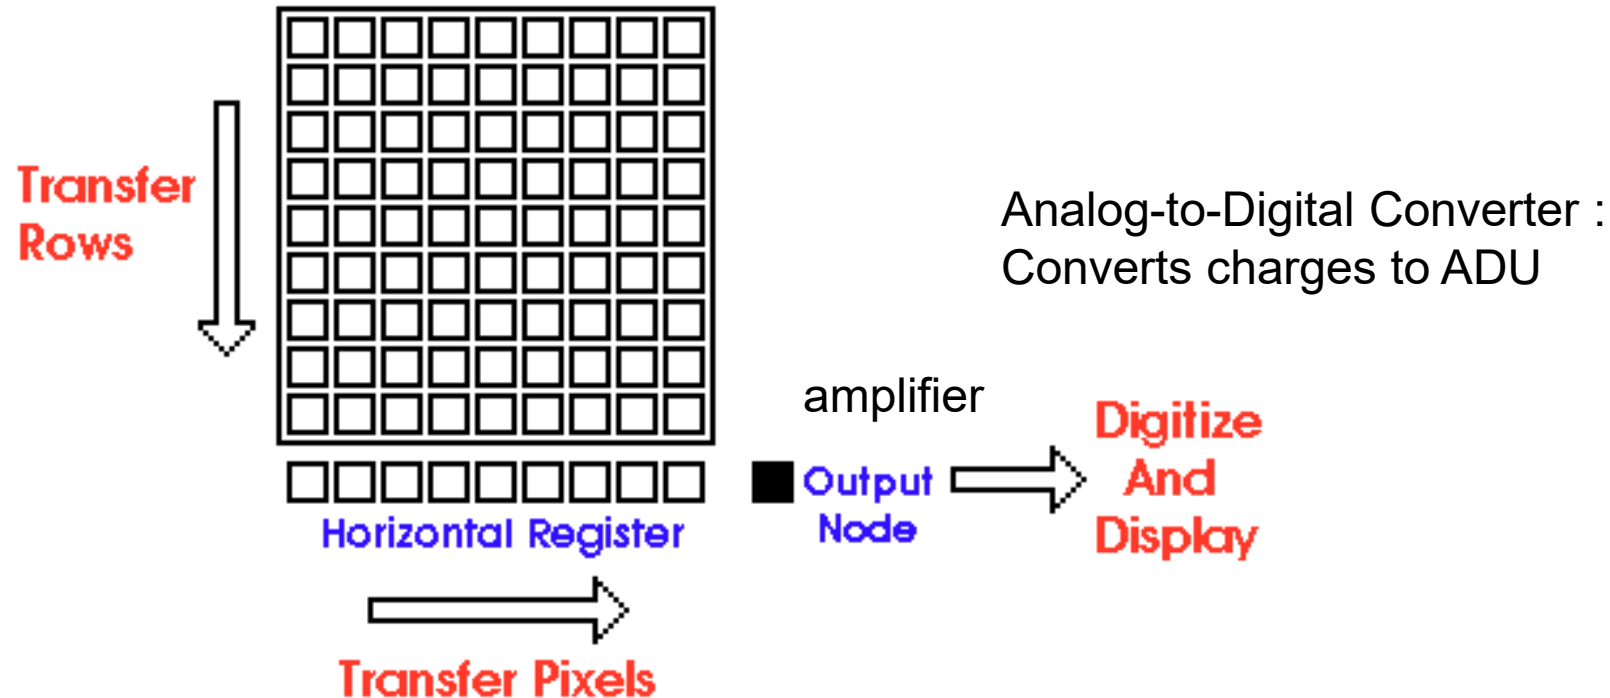 Transfer
Rows
Analog-to-Digital Converter :
Converts charges to ADU
amplifier
Output
Node
Digitize
And
Display
Horizontal Register
Transfer Pixels